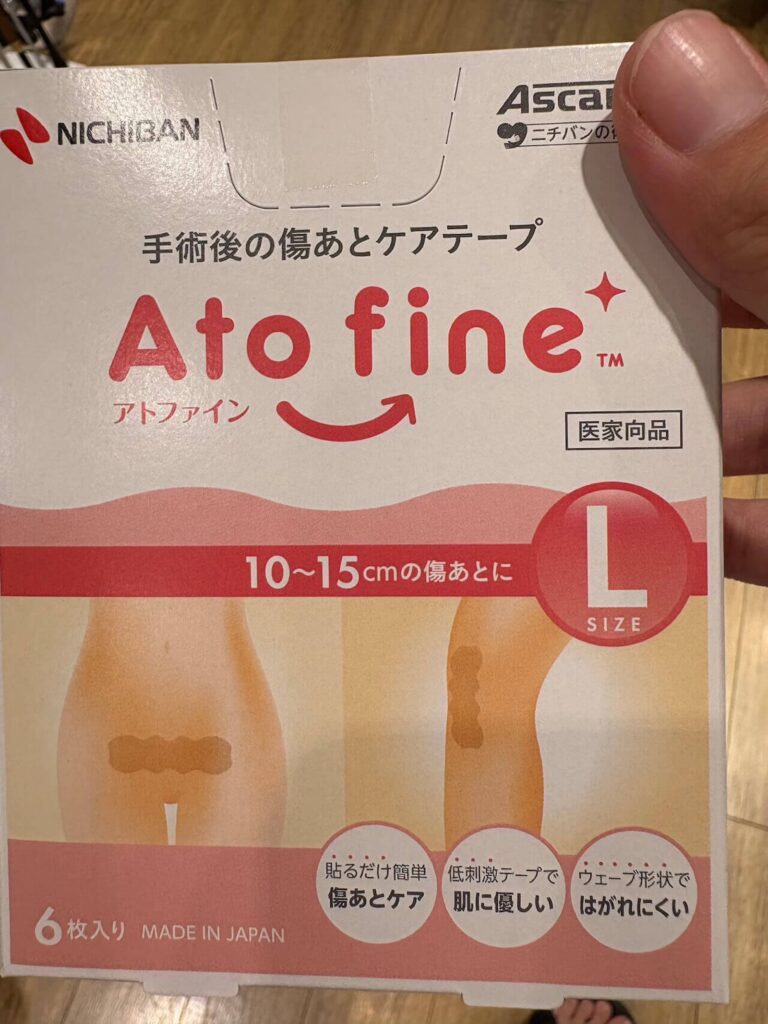 NICHIBAN
ニチバンの
手術後の傷あとケアテープ
Ato fine™
アトファイン
医家向品
10～15cmの傷あとに
L
SIZE
貼るだけ簡単
傷あとケア
低刺激テープで
肌に優しい
ウェーブ形状で
はがれにくい
6枚入り MADE IN JAPAN